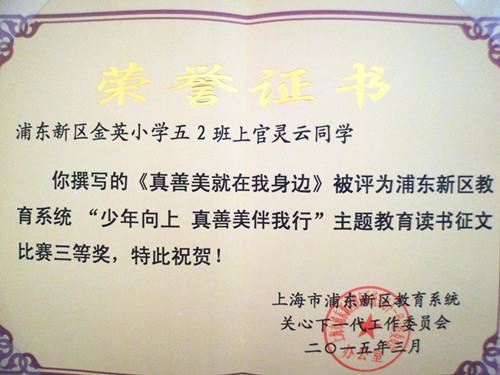 荣誉证书
浦东新区金英小学五2班上官灵云同学
你撰写的《真善美就在我身边》被评为浦东新区教
育系统“少年向上 真善美伴我行”主题教育读书征文
比赛三等奖，特此祝贺！
上海市浦东新区教育系统
关心下一代工作委员会
二〇一五年三月
办公室